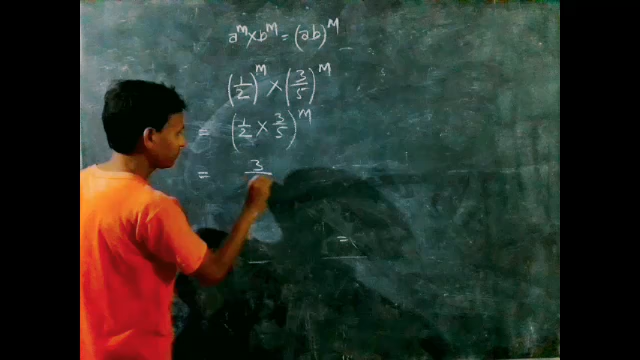 a^m × b^m = (ab)^m
(1/2)^m × (3/5)^m
= (1/2 × 3/5)^m
= 3/
=